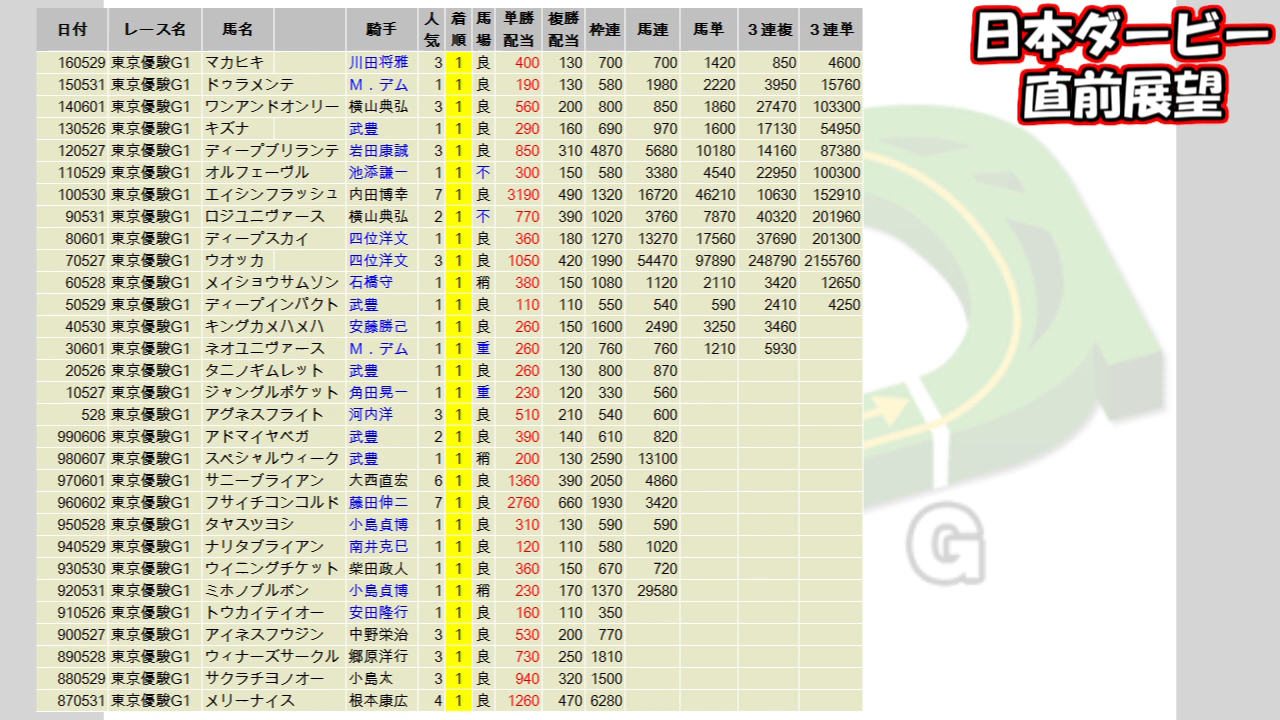 日本ダービー
直前展望
日付 レース名 馬名 騎手 人気 着順 馬場 単勝配当 複勝配当 枠連 馬連 馬単 ３連複 ３連単
160529 東京優駿G1 マカヒキ 川田将雅 3 1 良 400 130 700 700 1420 850 4600
150531 東京優駿G1 ドゥラメンテ Ｍ．デム 1 1 良 190 130 580 1980 2220 3950 15760
140601 東京優駿G1 ワンアンドオンリー 横山典弘 3 1 良 560 200 800 850 1860 27470 103300
130526 東京優駿G1 キズナ 武豊 1 1 良 290 160 690 970 1600 17130 54950
120527 東京優駿G1 ディープブリランテ 岩田康誠 3 1 良 850 310 4870 5680 10180 14160 87380
110529 東京優駿G1 オルフェーヴル 池添謙一 1 1 不 300 150 580 3380 4540 22950 100300
100530 東京優駿G1 エイシンフラッシュ 内田博幸 7 1 良 3190 490 1320 16720 46210 10630 152910
90531 東京優駿G1 ロジユニヴァース 横山典弘 2 1 不 770 390 1020 3760 7870 40320 201960
80601 東京優駿G1 ディープスカイ 四位洋文 1 1 良 360 180 1270 13270 17560 37690 201300
70527 東京優駿G1 ウオッカ 四位洋文 3 1 良 1050 420 1990 54470 97890 248790 2155760
60528 東京優駿G1 メイショウサムソン 石橋守 1 1 稍 380 150 1080 1120 2110 3420 12650
50529 東京優駿G1 ディープインパクト 武豊 1 1 良 110 110 550 540 590 2410 4250
40530 東京優駿G1 キングカメハメハ 安藤勝己 1 1 良 260 150 1600 2490 3250 3460
30601 東京優駿G1 ネオユニヴァース Ｍ．デム 1 1 重 260 120 760 760 1210 5930
20526 東京優駿G1 タニノギムレット 武豊 1 1 良 260 130 800 870
10527 東京優駿G1 ジャングルポケット 角田晃一 1 1 重 230 120 330 560
528 東京優駿G1 アグネスフライト 河内洋 3 1 良 510 210 540 600
990606 東京優駿G1 アドマイヤベガ 武豊 2 1 良 390 140 610 820
980607 東京優駿G1 スペシャルウィーク 武豊 1 1 稍 200 130 2590 13100
970601 東京優駿G1 サニーブライアン 大西直宏 6 1 良 1360 390 2050 4860
960602 東京優駿G1 フサイチコンコルド 藤田伸二 7 1 良 2760 660 1930 3420
950528 東京優駿G1 タヤスツヨシ 小島貞博 1 1 良 310 130 590 590
940529 東京優駿G1 ナリタブライアン 南井克巳 1 1 良 120 110 580 1020
930530 東京優駿G1 ウイニングチケット 柴田政人 1 1 良 360 150 670 720
920531 東京優駿G1 ミホノブルボン 小島貞博 1 1 稍 230 170 1370 29580
910526 東京優駿G1 トウカイテイオー 安田隆行 1 1 良 160 110 350
900527 東京優駿G1 アイネスフウジン 中野栄治 3 1 良 530 200 770
890528 東京優駿G1 ウィナーズサークル 郷原洋行 3 1 良 730 250 1810
880529 東京優駿G1 サクラチヨノオー 小島太 3 1 良 940 320 1500
870531 東京優駿G1 メリーナイス 根本康広 4 1 良 1260 470 6280
G